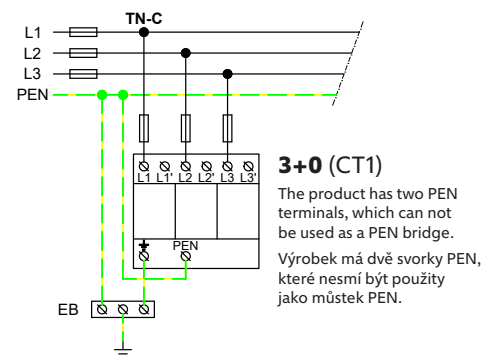 TN-C
L1
L2
L3
PEN
L1 L1' L2 L2' L3 L3'
PEN
EB
3+0 (CT1)
The product has two PEN
terminals, which can not
be used as a PEN bridge.
Výrobek má dvě svorky PEN,
které nesmí být použity
jako můstek PEN.